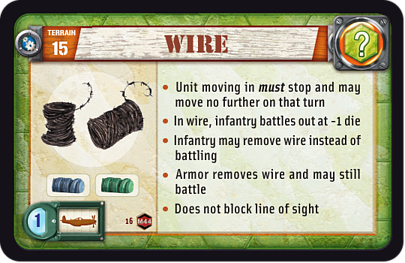 TERRAIN
15
WIRE
?
• Unit moving in must stop and may
move no further on that turn
• In wire, infantry battles out at -1 die
• Infantry may remove wire instead of
battling
• Armor removes wire and may still
battle
• Does not block line of sight
1
15 M44